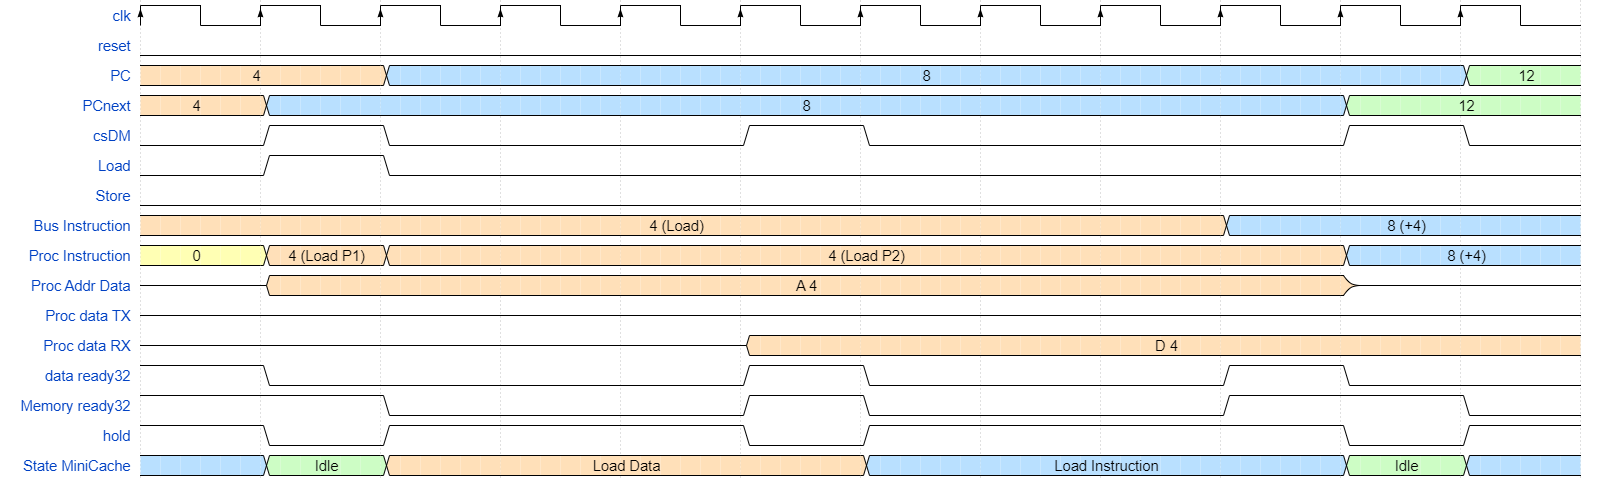 clk
reset
PC 4 8 12
PCnext 4 8 12
csDM
Load
Store
Bus Instruction 4 (Load) 8 (+4)
Proc Instruction 0 4 (Load P1) 4 (Load P2) 8 (+4)
Proc Addr Data A 4
Proc data TX
Proc data RX D 4
data ready32
Memory ready32
hold
State MiniCache Idle Load Data Load Instruction Idle